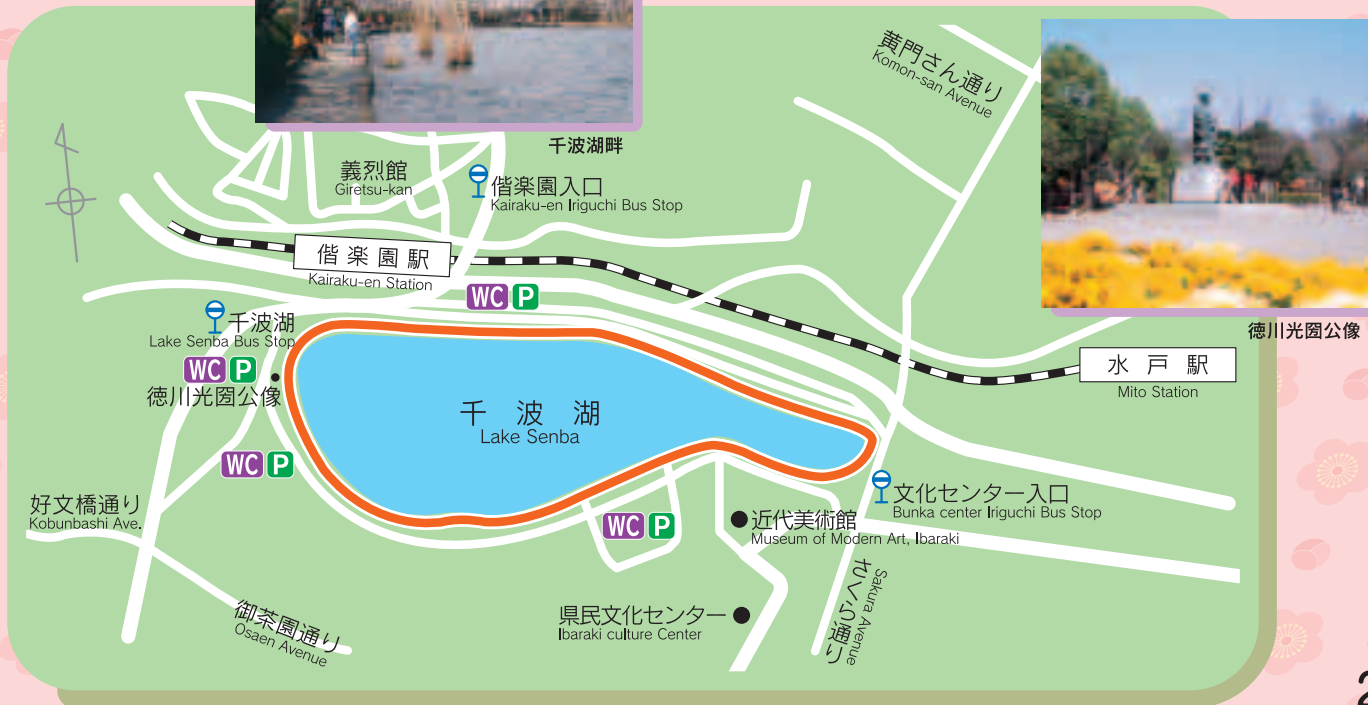 黄門さん通り
Komon-san Avenue
千波湖畔
義烈館
Giretsu-kan
偕楽園入口
Kairaku-en Iriguchi Bus Stop
偕楽園駅
Kairaku-en Station
WC P
徳川光圀公像
千波湖
Lake Senba Bus Stop
水戸駅
Mito Station
WC P
徳川光圀公像
千波湖
Lake Senba
WC P
好文橋通り
Kobunbashi Ave.
文化センター入口
Bunka center Iriguchi Bus Stop
WC P
近代美術館
Museum of Modern Art, Ibaraki
さくら通り
Sakura Avenue
御茶園通り
Osaen Avenue
県民文化センター
Ibaraki culture Center